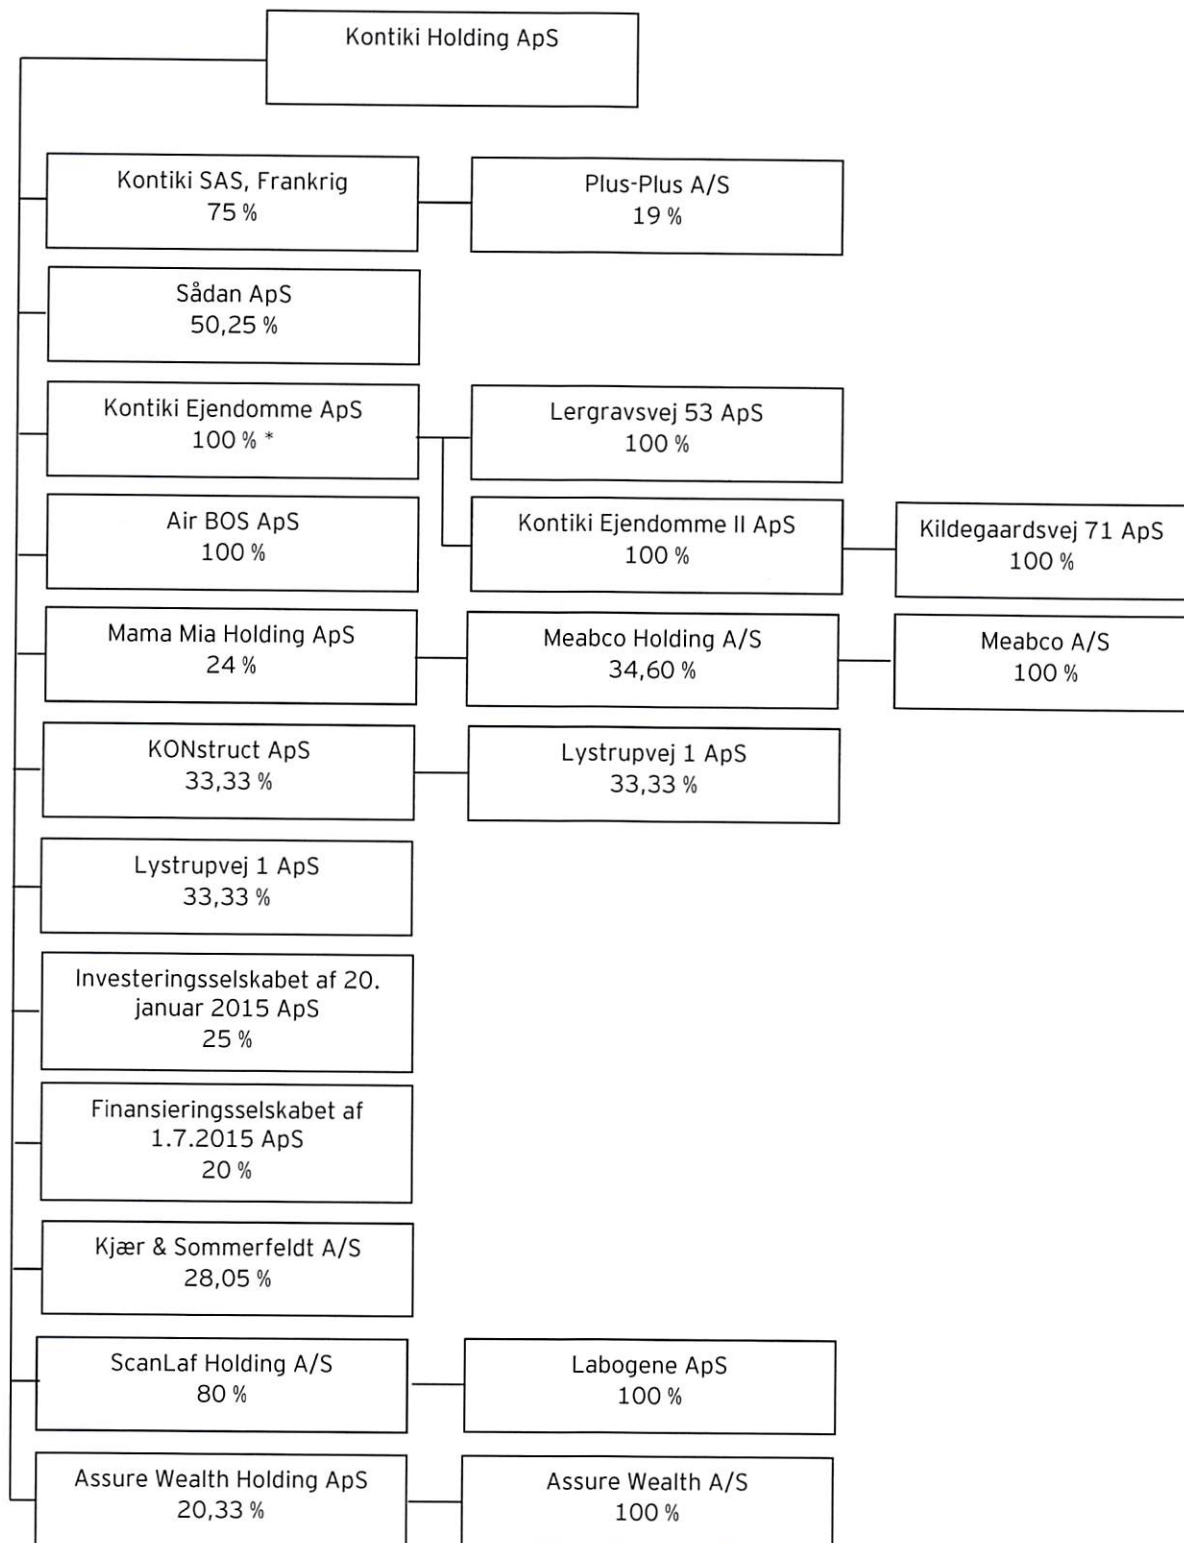 Kontiki Holding ApS
Kontiki SAS, Frankrig
75 %
Plus-Plus A/S
19 %
Sådan ApS
50,25 %
Kontiki Ejendomme ApS
100 % *
Lergravsvej 53 ApS
100 %
Air BOS ApS
100 %
Kontiki Ejendomme II ApS
100 %
Kildegaardsvej 71 ApS
100 %
Mama Mia Holding ApS
24 %
Meabco Holding A/S
34,60 %
Meabco A/S
100 %
KONstruct ApS
33,33 %
Lystrupvej 1 ApS
33,33 %
Lystrupvej 1 ApS
33,33 %
Investeringsselskabet af 20.
januar 2015 ApS
25 %
Finansieringsselskabet af
1.7.2015 ApS
20 %
Kjær & Sommerfeldt A/S
28,05 %
ScanLaf Holding A/S
80 %
Labogene ApS
100 %
Assure Wealth Holding ApS
20,33 %
Assure Wealth A/S
100 %